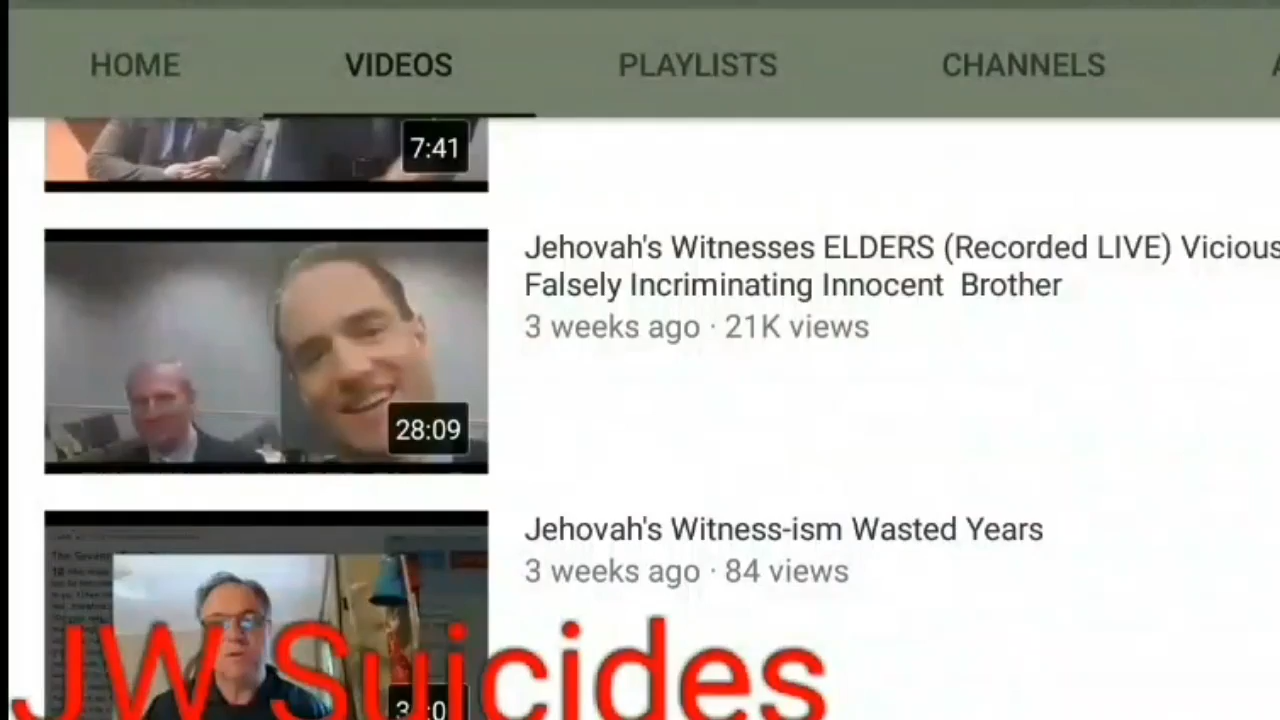 HOME VIDEOS PLAYLISTS CHANNELS
7:41
Jehovah's Witnesses ELDERS (Recorded LIVE) Vicious
Falsely Incriminating Innocent Brother
3 weeks ago · 21K views
28:09
Jehovah's Witness-ism Wasted Years
3 weeks ago · 84 views
JW Suicides